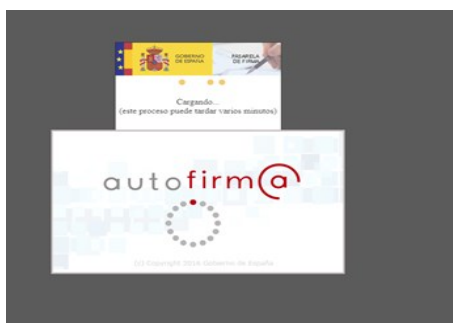 GOBIERNO
DE ESPAÑA
PASARELA
DE FIRMA
Cargando...
(este proceso puede tardar varios minutos)
autofirm@
(c) Copyright 2016 Gobierno de España